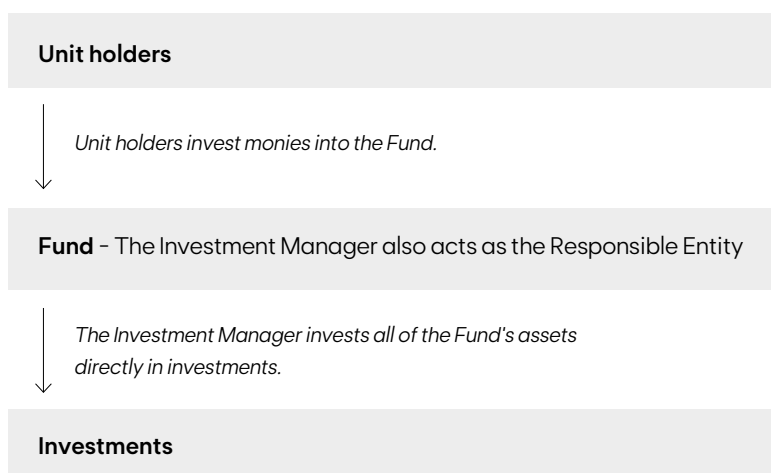 Unit holders
Unit holders invest monies into the Fund.
Fund - The Investment Manager also acts as the Responsible Entity
The Investment Manager invests all of the Fund's assets
directly in investments.
Investments